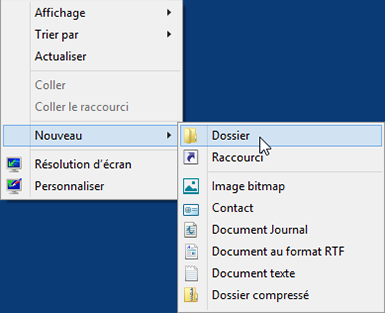 Affichage
Trier par
Actualiser
Coller
Coller le raccourci
Nouveau
Résolution d'écran
Personnaliser
Dossier
Raccourci
Image bitmap
Contact
Document Journal
Document au format RTF
Document texte
Dossier compressé